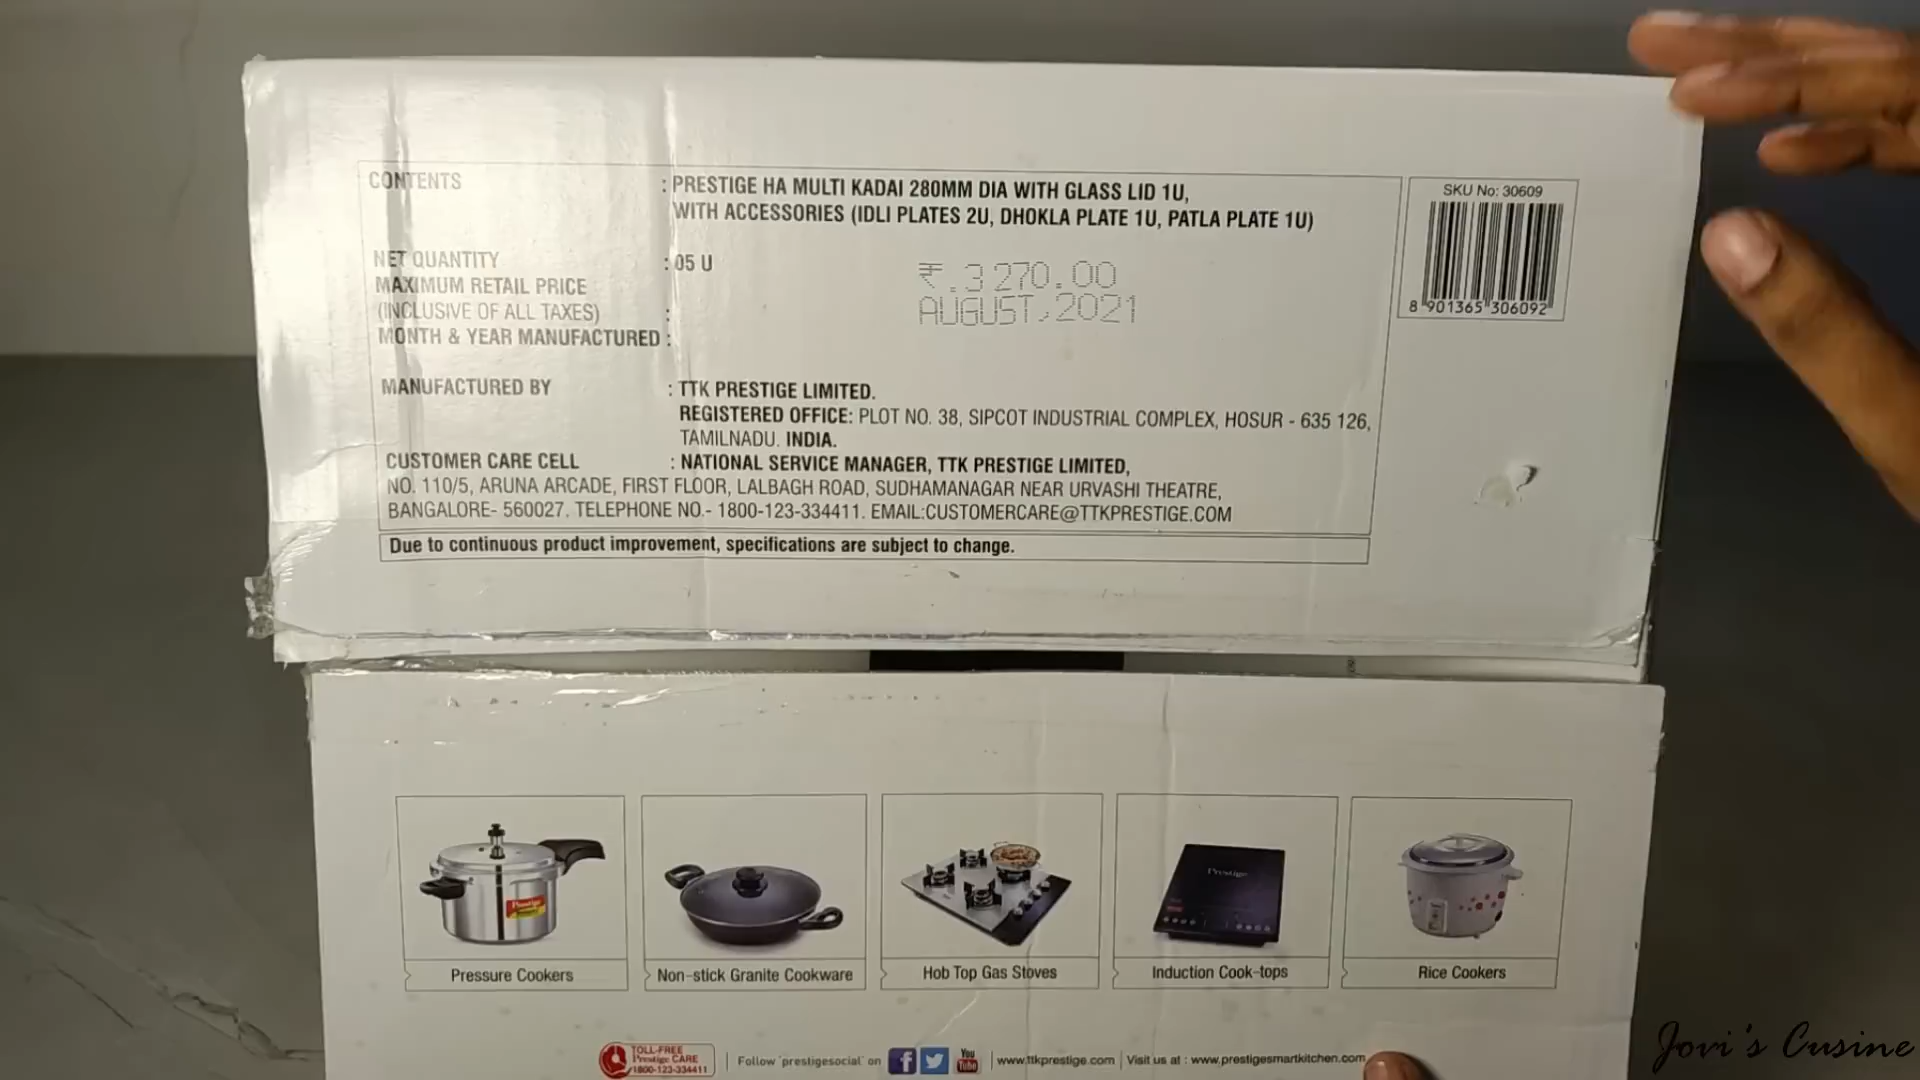 CONTENTS : PRESTIGE HA MULTI KADAI 280MM DIA WITH GLASS LID 1U,
WITH ACCESSORIES (IDLI PLATES 2U, DHOKLA PLATE 1U, PATLA PLATE 1U)
SKU No: 30609
8 901365 306092
NET QUANTITY : 05 U
MAXIMUM RETAIL PRICE ₹.3270.00
(INCLUSIVE OF ALL TAXES) :
MONTH & YEAR MANUFACTURED : AUGUST,2021
MANUFACTURED BY : TTK PRESTIGE LIMITED.
REGISTERED OFFICE: PLOT NO. 38, SIPCOT INDUSTRIAL COMPLEX, HOSUR - 635 126,
TAMILNADU. INDIA.
CUSTOMER CARE CELL : NATIONAL SERVICE MANAGER, TTK PRESTIGE LIMITED,
NO. 110/5, ARUNA ARCADE, FIRST FLOOR, LALBAGH ROAD, SUDHAMANAGAR NEAR URVASHI THEATRE,
BANGALORE- 560027. TELEPHONE NO.- 1800-123-334411. EMAIL:CUSTOMERCARE@TTKPRESTIGE.COM
Due to continuous product improvement, specifications are subject to change.
Prestige
Prestige
Pressure Cookers
Non-stick Granite Cookware
Hob Top Gas Stoves
Induction Cook-tops
Rice Cookers
TOLL-FREE
Prestige CARE
1800-123-334411
Follow 'prestigesocial' on
You
Tube
www.ttkprestige.com
Visit us at : www.prestigesmartkitchen.com
Jovi's Cusine